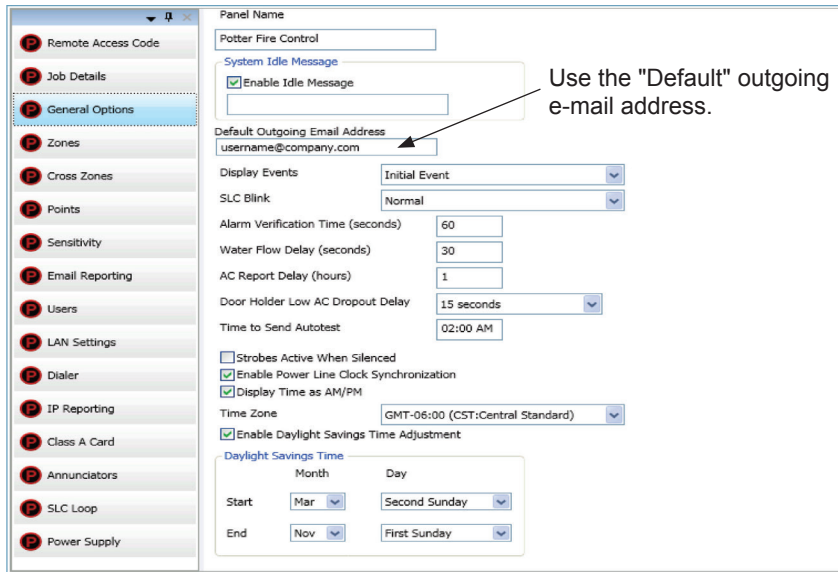 Remote Access Code
Job Details
General Options
Zones
Cross Zones
Points
Sensitivity
Email Reporting
Users
LAN Settings
Dialer
IP Reporting
Class A Card
Annunciators
SLC Loop
Power Supply
Panel Name
Potter Fire Control
System Idle Message
Enable Idle Message
Use the "Default" outgoing
e-mail address.
Default Outgoing Email Address
username@company.com
Display Events Initial Event
SLC Blink Normal
Alarm Verification Time (seconds) 60
Water Flow Delay (seconds) 30
AC Report Delay (hours) 1
Door Holder Low AC Dropout Delay 15 seconds
Time to Send Autotest 02:00 AM
Strobes Active When Silenced
Enable Power Line Clock Synchronization
Display Time as AM/PM
Time Zone GMT-06:00 (CST:Central Standard)
Enable Daylight Savings Time Adjustment
Daylight Savings Time
Month Day
Start Mar Second Sunday
End Nov First Sunday